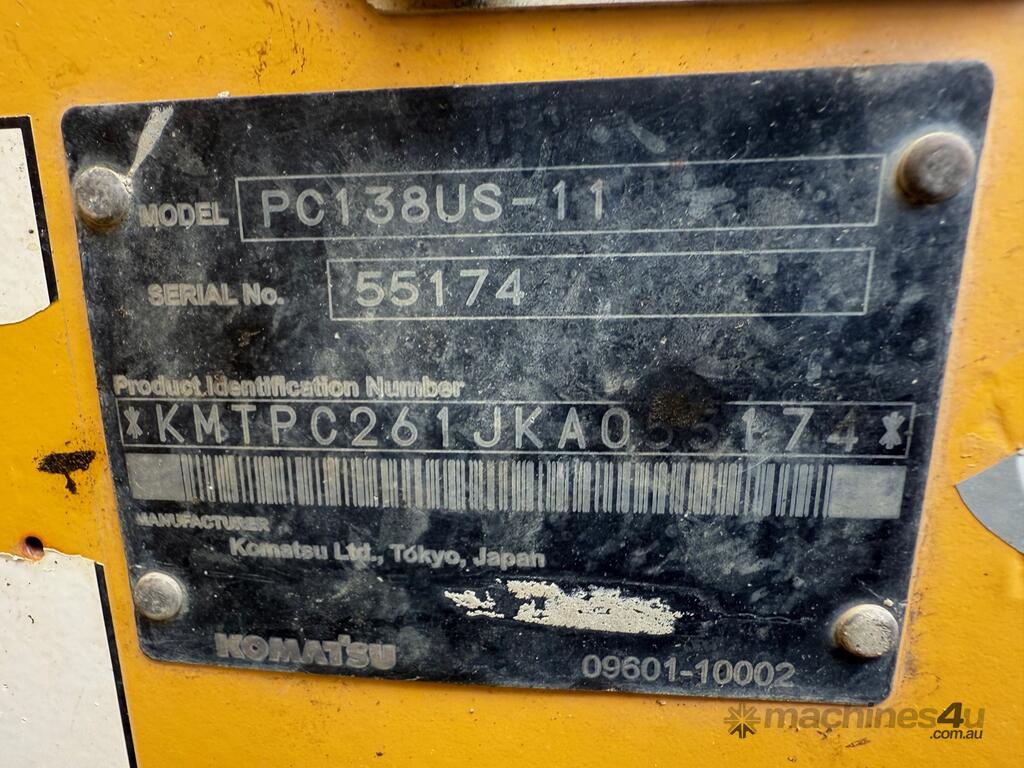 MODEL PC138US-11
SERIAL No. 55174
Product Identification Number
*KMTPC261JKA055174*
MANUFACTURER
Komatsu Ltd., Tokyo, Japan
KOMATSU
09601-10002
machines4u
.com.au